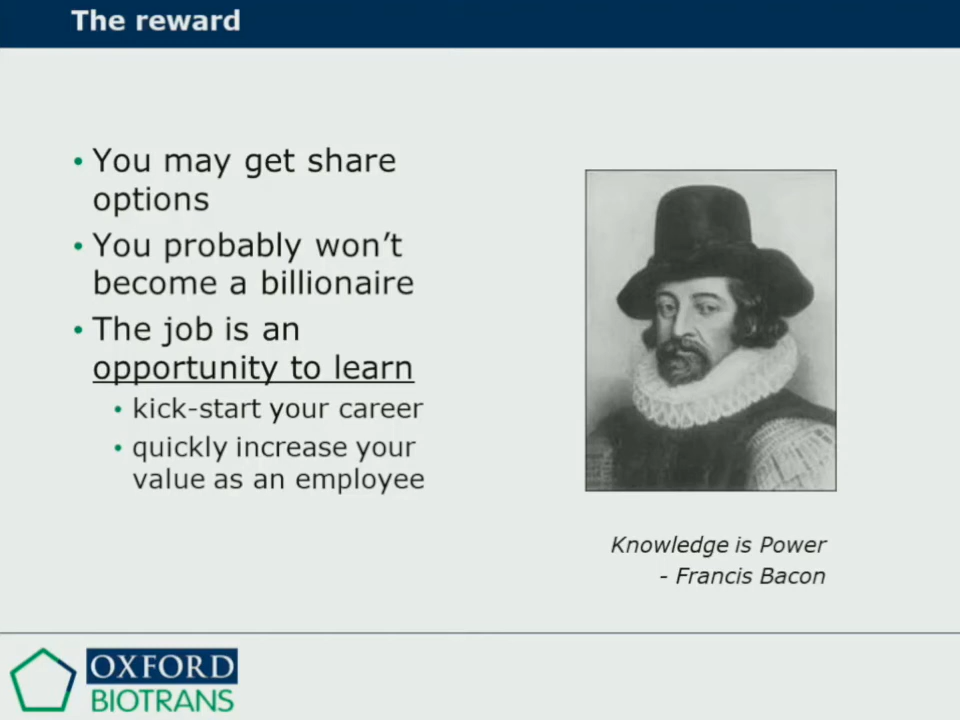 The reward
• You may get share
options
• You probably won’t
become a billionaire
• The job is an
opportunity to learn
• kick-start your career
• quickly increase your
value as an employee
Knowledge is Power
- Francis Bacon
OXFORD
BIOTRANS